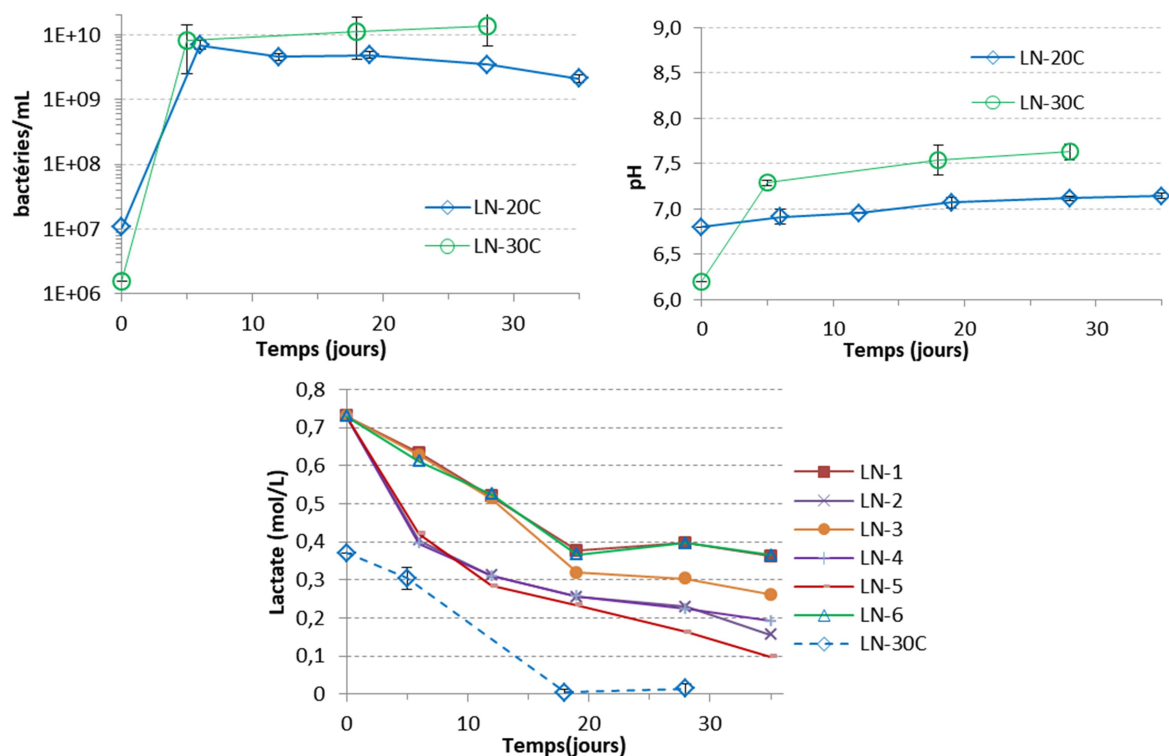 bactéries/mL
1E+10
1E+09
1E+08
1E+07
1E+06
0
10
20
30
Temps (jours)
LN-20C
LN-30C
pH
9,0
8,5
8,0
7,5
7,0
6,5
6,0
0
10
20
30
Temps (jours)
LN-20C
LN-30C
Lactate (mol/L)
0,8
0,7
0,6
0,5
0,4
0,3
0,2
0,1
0
0
10
20
30
Temps(jours)
LN-1
LN-2
LN-3
LN-4
LN-5
LN-6
LN-30C